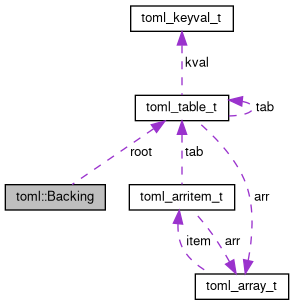 toml_keyval_t
kval
toml_table_t
tab
root
tab
arr
toml::Backing
toml_arritem_t
item
arr
toml_array_t